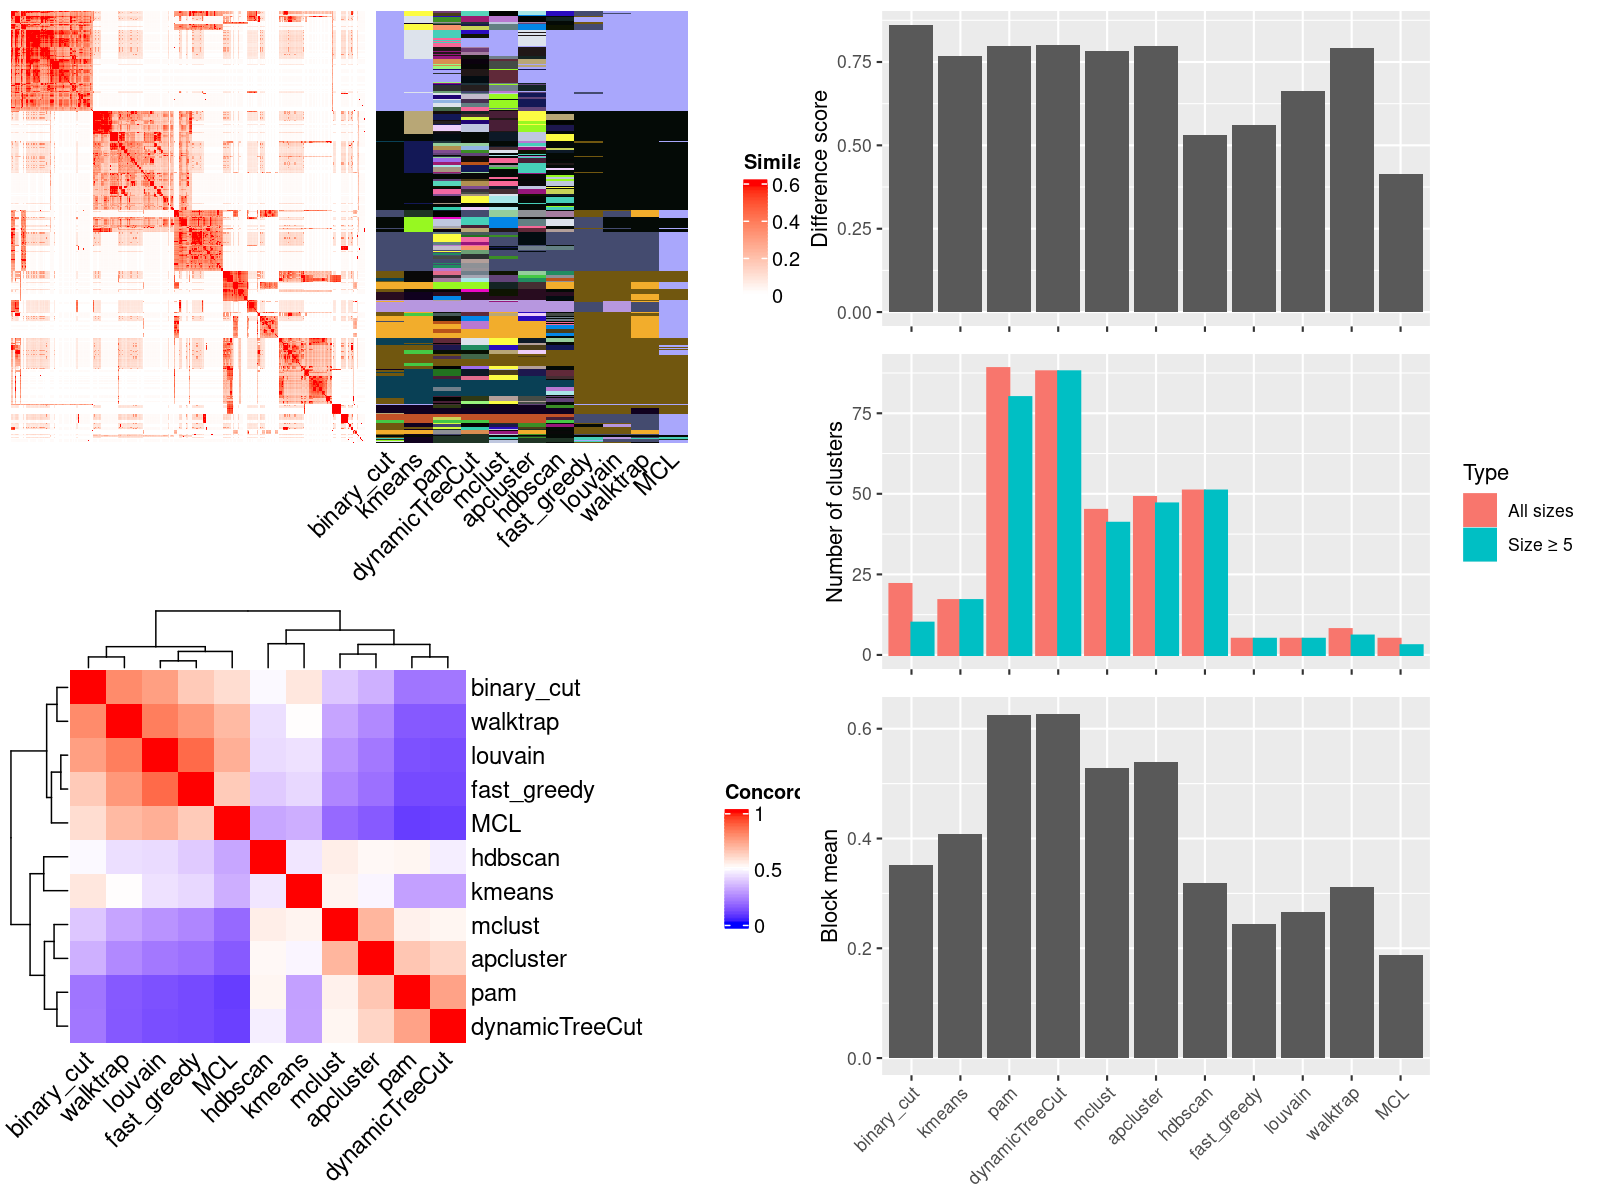 Simila
0.6
0.4
0.2
0
binary_cut
kmeans
pam
dynamicTreeCut
mclust
apcluster
hdbscan
fast_greedy
louvain
walktrap
MCL
binary_cut
walktrap
louvain
fast_greedy
MCL
hdbscan
kmeans
mclust
apcluster
pam
dynamicTreeCut
Concord
1
0.5
0
binary_cut
walktrap
louvain
fast_greedy
MCL
hdbscan
kmeans
mclust
apcluster
pam
dynamicTreeCut
Difference score
0.75
0.50
0.25
0.00
Number of clusters
75
50
25
0
Type
All sizes
Size ≥ 5
Block mean
0.6
0.4
0.2
0.0
binary_cut
kmeans
pam
dynamicTreeCut
mclust
apcluster
hdbscan
fast_greedy
louvain
walktrap
MCL